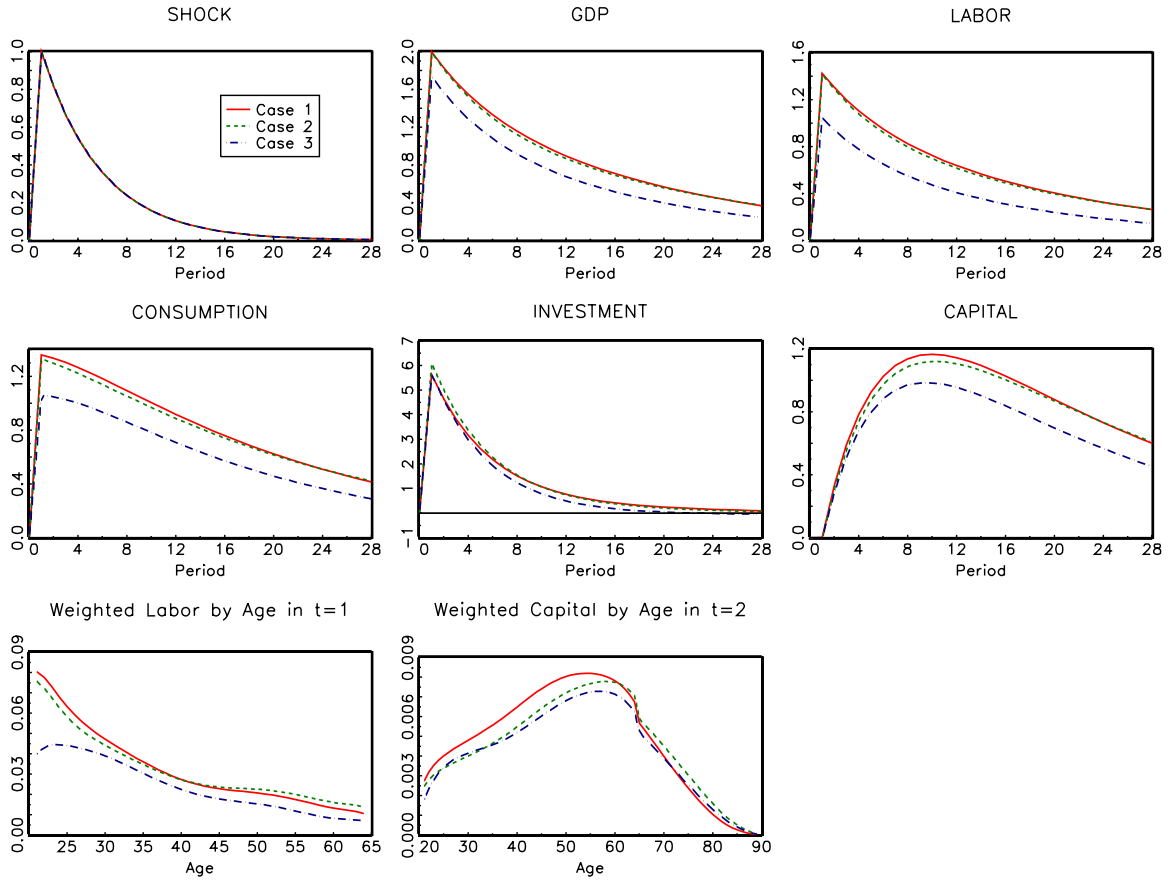 SHOCK
GDP
LABOR
0.0 0.2 0.4 0.6 0.8 1.0
Case 1
Case 2
Case 3
0 4 8 12 16 20 24 28
Period
0.0 0.4 0.8 1.2 1.6 2.0
0 4 8 12 16 20 24 28
Period
0.0 0.4 0.8 1.2 1.6
0 4 8 12 16 20 24 28
Period
CONSUMPTION
INVESTMENT
CAPITAL
0.0 0.4 0.8 1.2
0 4 8 12 16 20 24 28
Period
-1 1 2 3 4 5 6 7
0 4 8 12 16 20 24 28
Period
0.0 0.4 0.8 1.2
0 4 8 12 16 20 24 28
Period
Weighted Labor by Age in t=1
Weighted Capital by Age in t=2
0.00 0.03 0.06 0.09
25 30 35 40 45 50 55 60 65
Age
0.000 0.003 0.006 0.009
20 30 40 50 60 70 80 90
Age